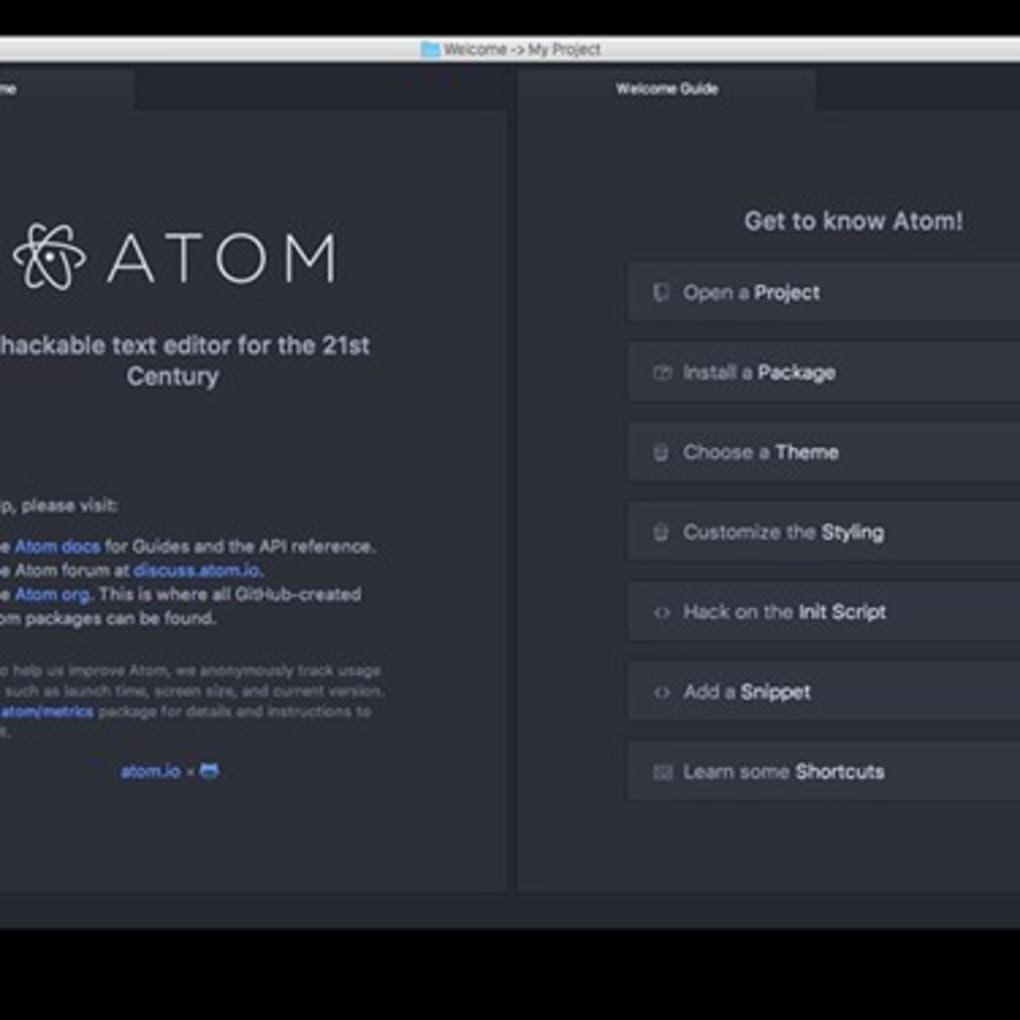 Welcome -> My Project
me
Welcome Guide
ATOM
hackable text editor for the 21st
Century
p, please visit:
e Atom docs for Guides and the API reference.
e Atom forum at discuss.atom.io.
e Atom org. This is where all GitHub-created
om packages can be found.
o help us improve Atom, we anonymously track usage
such as launch time, screen size, and current version.
atom/metrics package for details and instructions to
t.
atom.io ×
Get to know Atom!
Open a Project
Install a Package
Choose a Theme
Customize the Styling
Hack on the Init Script
Add a Snippet
Learn some Shortcuts